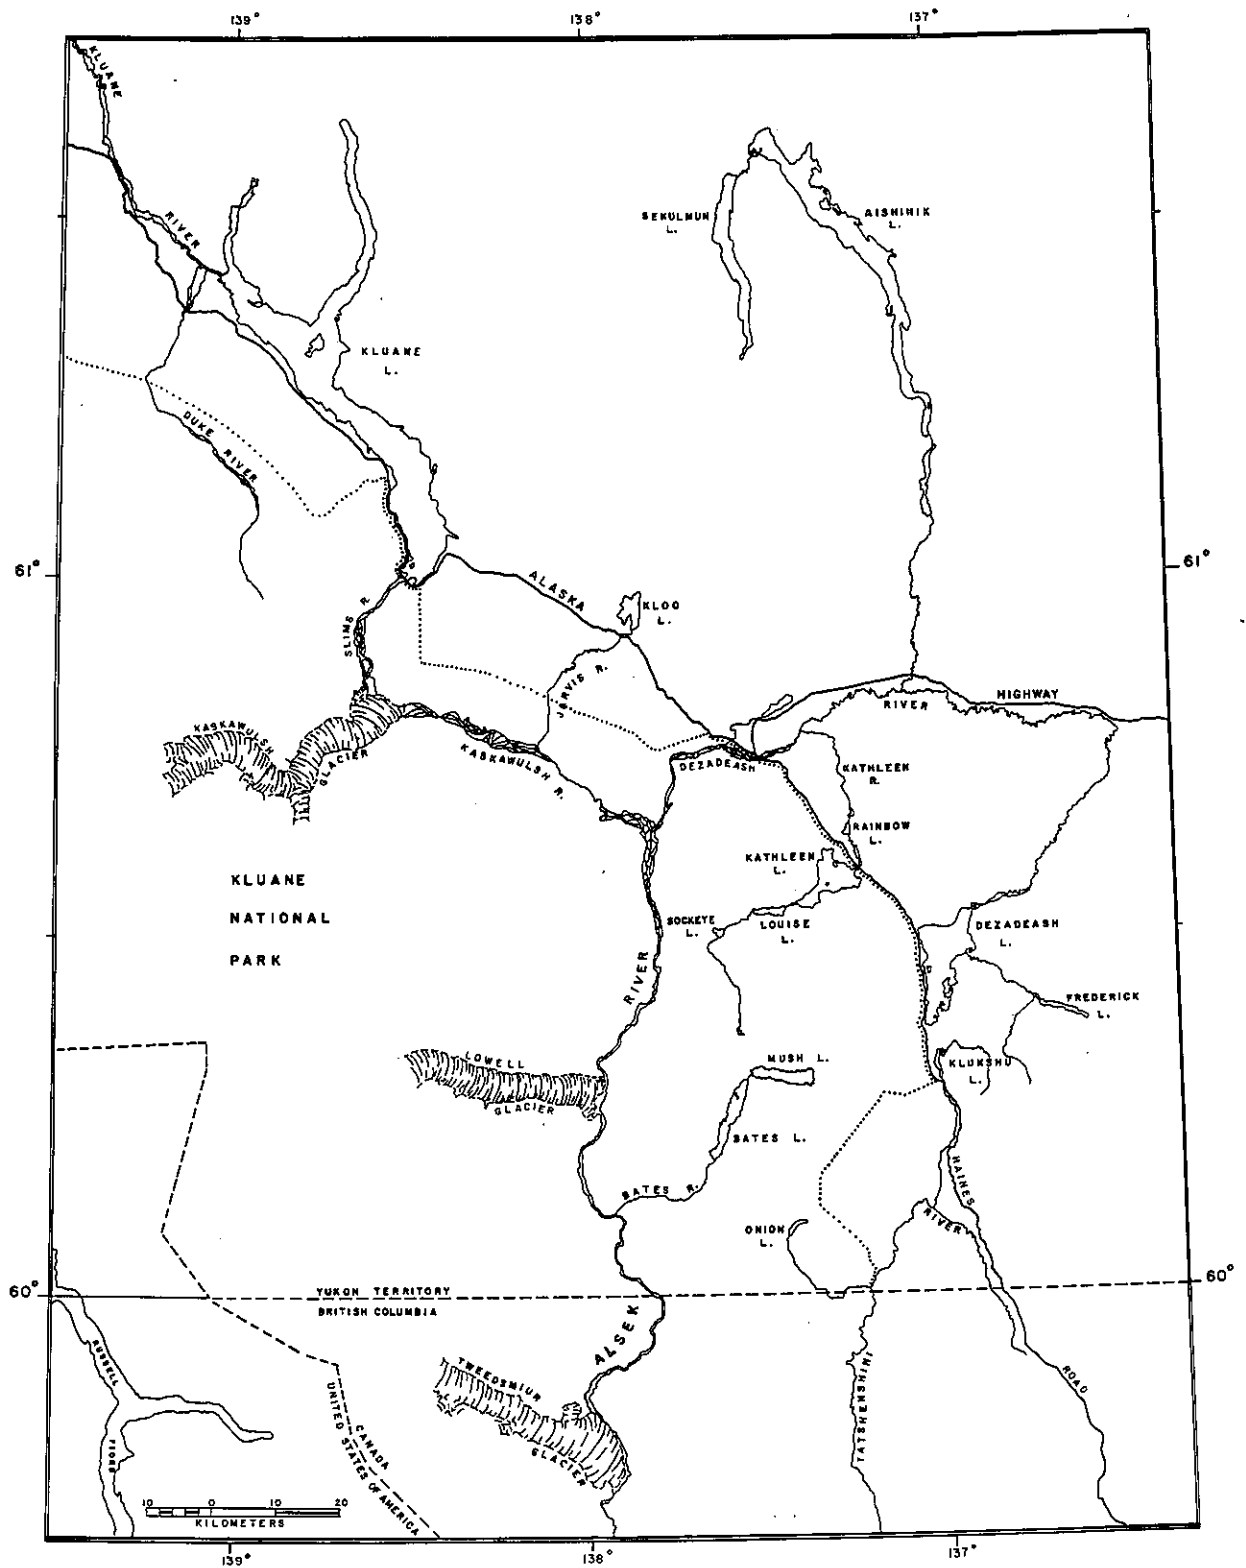 139°
138°
137°
KLUANE
RIVER
SEKULMUN
L.
AISHIHIK
L.
KLUANE
L.
DUKE RIVER
61°
61°
ALASKA
KLOO
L.
SLIMS R.
JARVIS R.
HIGHWAY
RIVER
KASKAWULSH
GLACIER
KASKAWULSH R.
DEZADEASH
KATHLEEN
R.
RAINBOW
L.
KATHLEEN
L.
KLUANE
NATIONAL
PARK
SOCKEYE
L.
LOUISE
L.
DEZADEASH
L.
RIVER
FREDERICK
L.
LOWELL
GLACIER
MUSH L.
KLUKSHU
L.
BATES L.
HAINES
BATES R.
ONION
L.
RIVER
60°
60°
YUKON TERRITORY
BRITISH COLUMBIA
ALSEK
RUSSELL
FIORD
TWEEDSMIUR
GLACIER
CANADA
UNITED STATES OF AMERICA
TATSHENSHINI
ROAD
10 0 10 20
KILOMETERS
139°
138°
137°